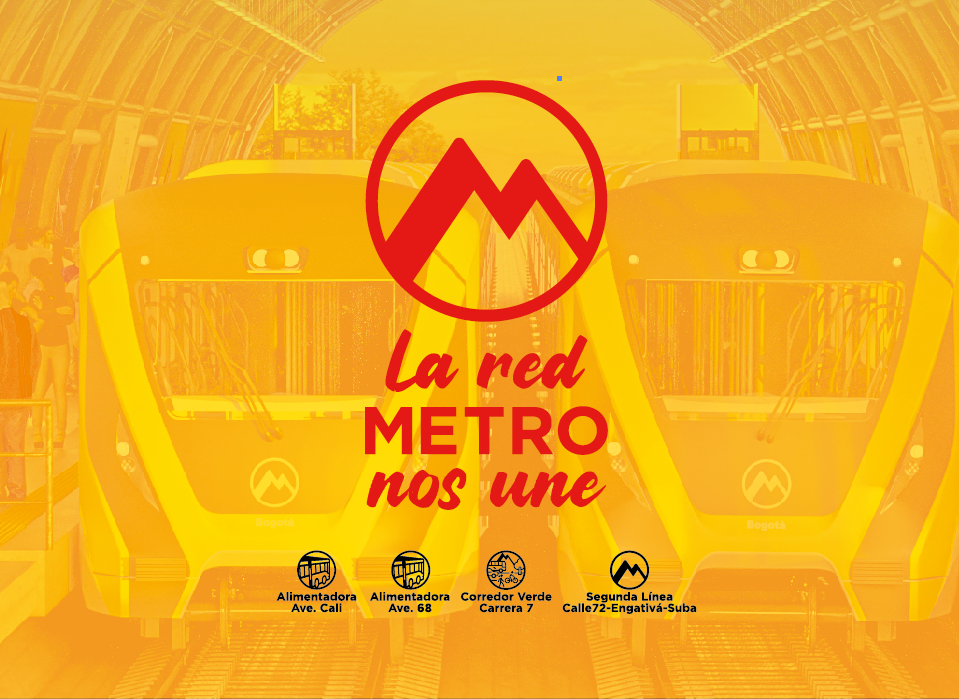 La red
METRO
nos une
Bogotá
Bogotá
Alimentadora
Ave. Cali
Alimentadora
Ave. 68
Corredor Verde
Carrera 7
Segunda Línea
Calle72-Engativá-Suba